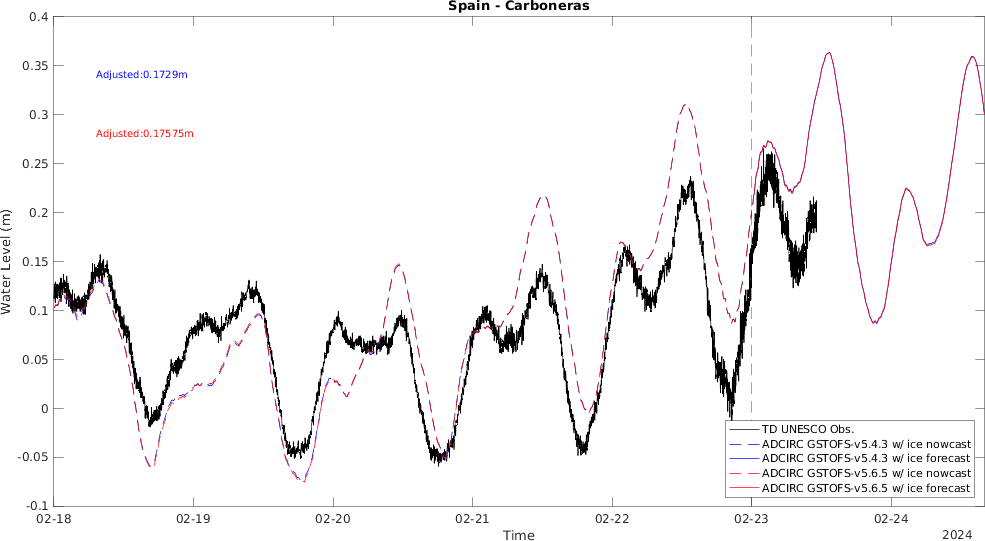 Spain - Carboneras
0.4
0.35
0.3
0.25
0.2
0.15
0.1
0.05
0
-0.05
-0.1
Water Level (m)
Adjusted:0.1729m
Adjusted:0.17575m
TD UNESCO Obs.
ADCIRC GSTOFS-v5.4.3 w/ ice nowcast
ADCIRC GSTOFS-v5.4.3 w/ ice forecast
ADCIRC GSTOFS-v5.6.5 w/ ice nowcast
ADCIRC GSTOFS-v5.6.5 w/ ice forecast
02-18 02-19 02-20 02-21 02-22 02-23 02-24
Time
2024